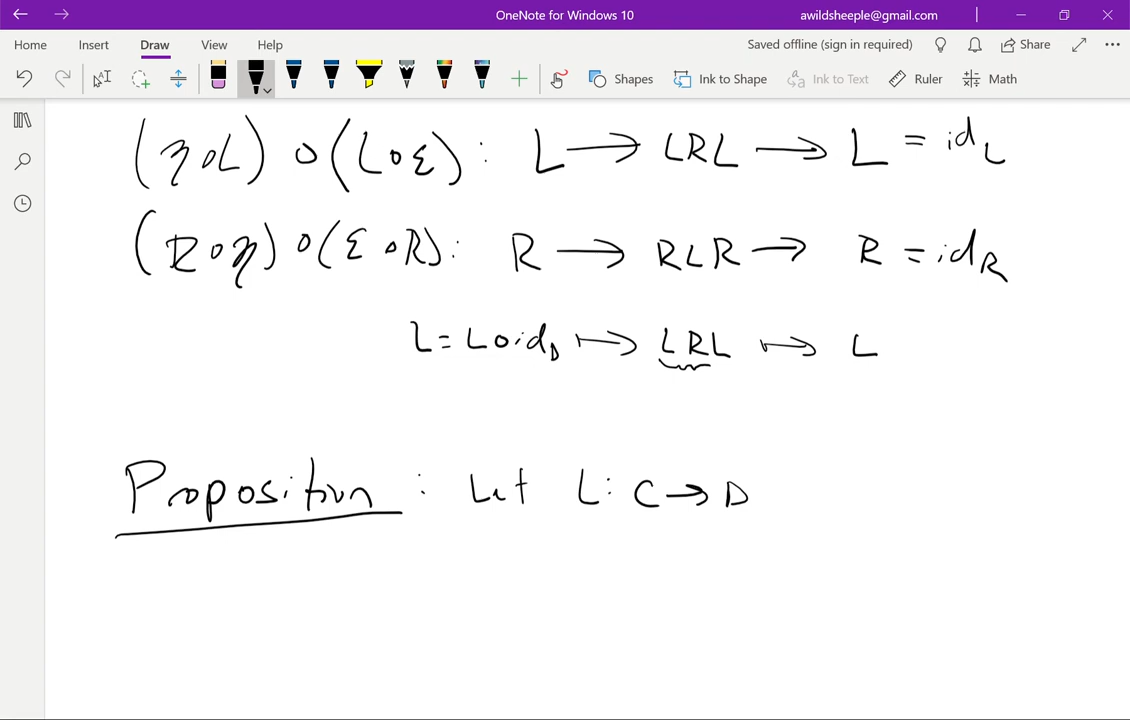 OneNote for Windows 10
awildsheeple@gmail.com
Home Insert Draw View Help
Saved offline (sign in required)
Share
Shapes Ink to Shape Ink to Text Ruler Math
(η∘L) ∘ (L∘ε) : L → LRL → L = id_L
(R∘η) ∘ (ε∘R) : R → RLR → R = id_R
L = L∘id_D ↦ LRL ↦ L
Proposition : Let L: C → D